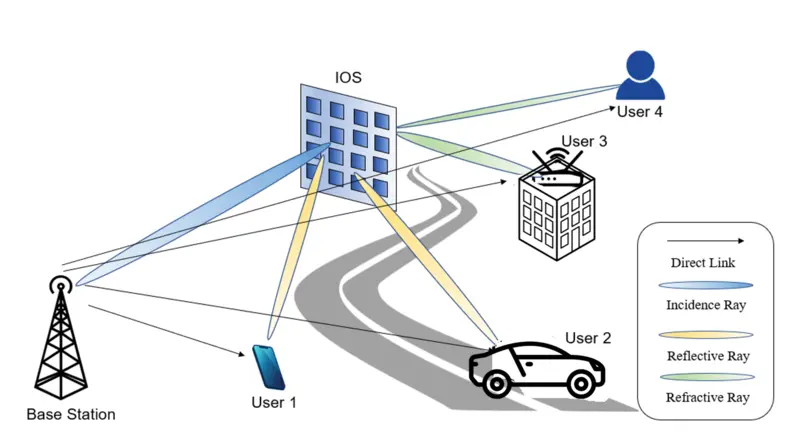 IOS
User 4
User 3
User 2
User 1
Base Station
Direct Link
Incidence Ray
Reflective Ray
Refractive Ray